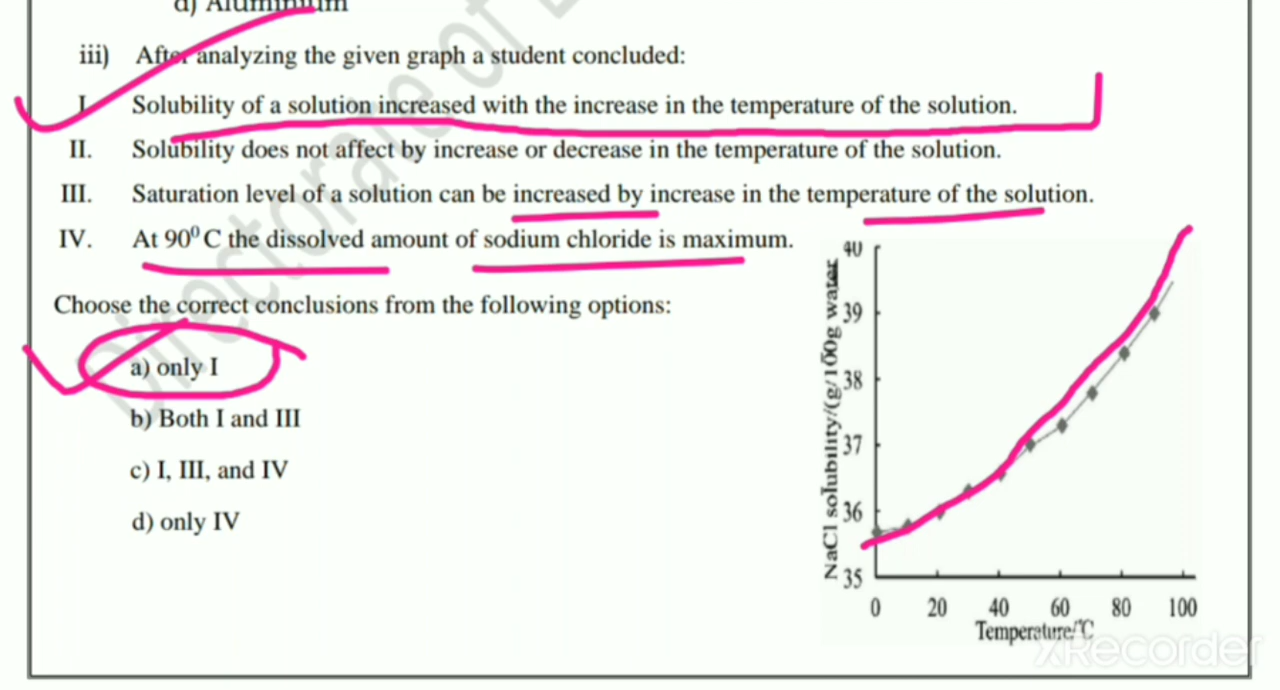 d) Aluminium
iii) After analyzing the given graph a student concluded:
I. Solubility of a solution increased with the increase in the temperature of the solution.
II. Solubility does not affect by increase or decrease in the temperature of the solution.
III. Saturation level of a solution can be increased by increase in the temperature of the solution.
IV. At 90⁰ C the dissolved amount of sodium chloride is maximum.
Choose the correct conclusions from the following options:
a) only I
b) Both I and III
c) I, III, and IV
d) only IV
NaCl solubility/(g/100g water
40
39
38
37
36
35
0 20 40 60 80 100
Temperature/°C
Directorate of
XRecorder